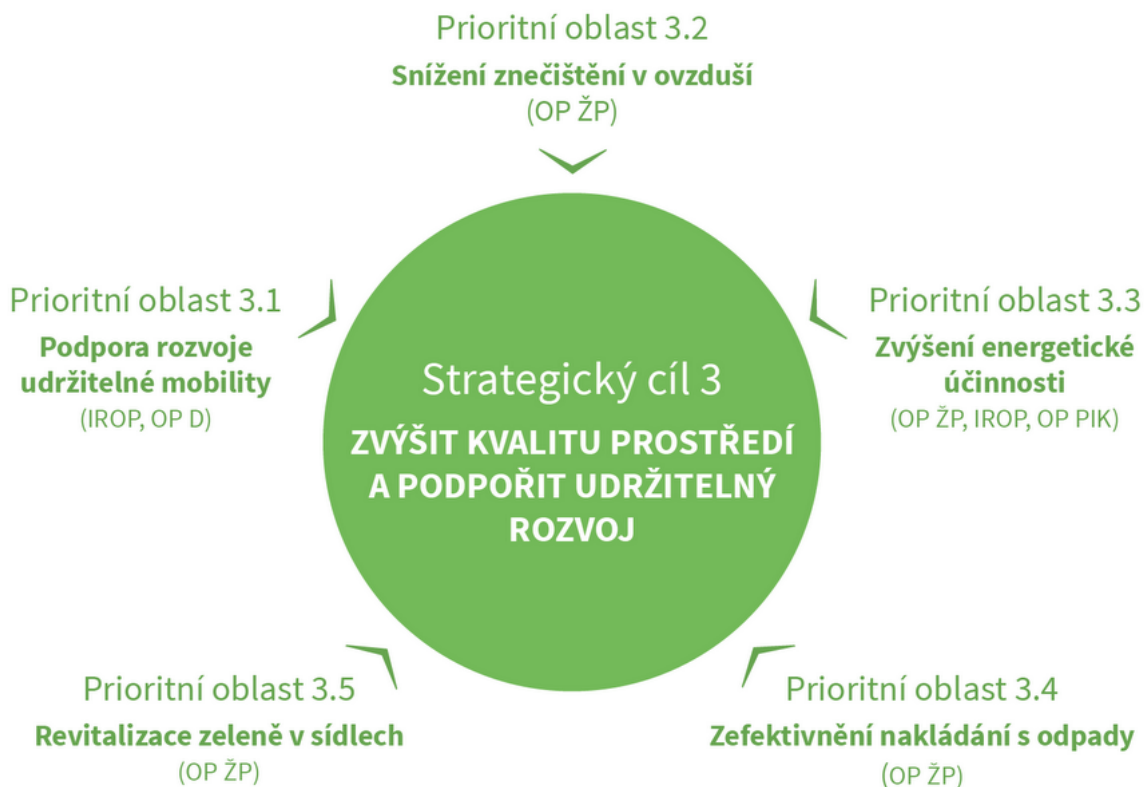 Prioritní oblast 3.2
Snížení znečištění v ovzduší
(OP ŽP)
Prioritní oblast 3.1
Podpora rozvoje
udržitelné mobility
(IROP, OP D)
Prioritní oblast 3.3
Zvýšení energetické
účinnosti
(OP ŽP, IROP, OP PIK)
Strategický cíl 3
ZVÝŠIT KVALITU PROSTŘEDÍ
A PODPOŘIT UDRŽITELNÝ
ROZVOJ
Prioritní oblast 3.5
Revitalizace zeleně v sídlech
(OP ŽP)
Prioritní oblast 3.4
Zefektivnění nakládání s odpady
(OP ŽP)